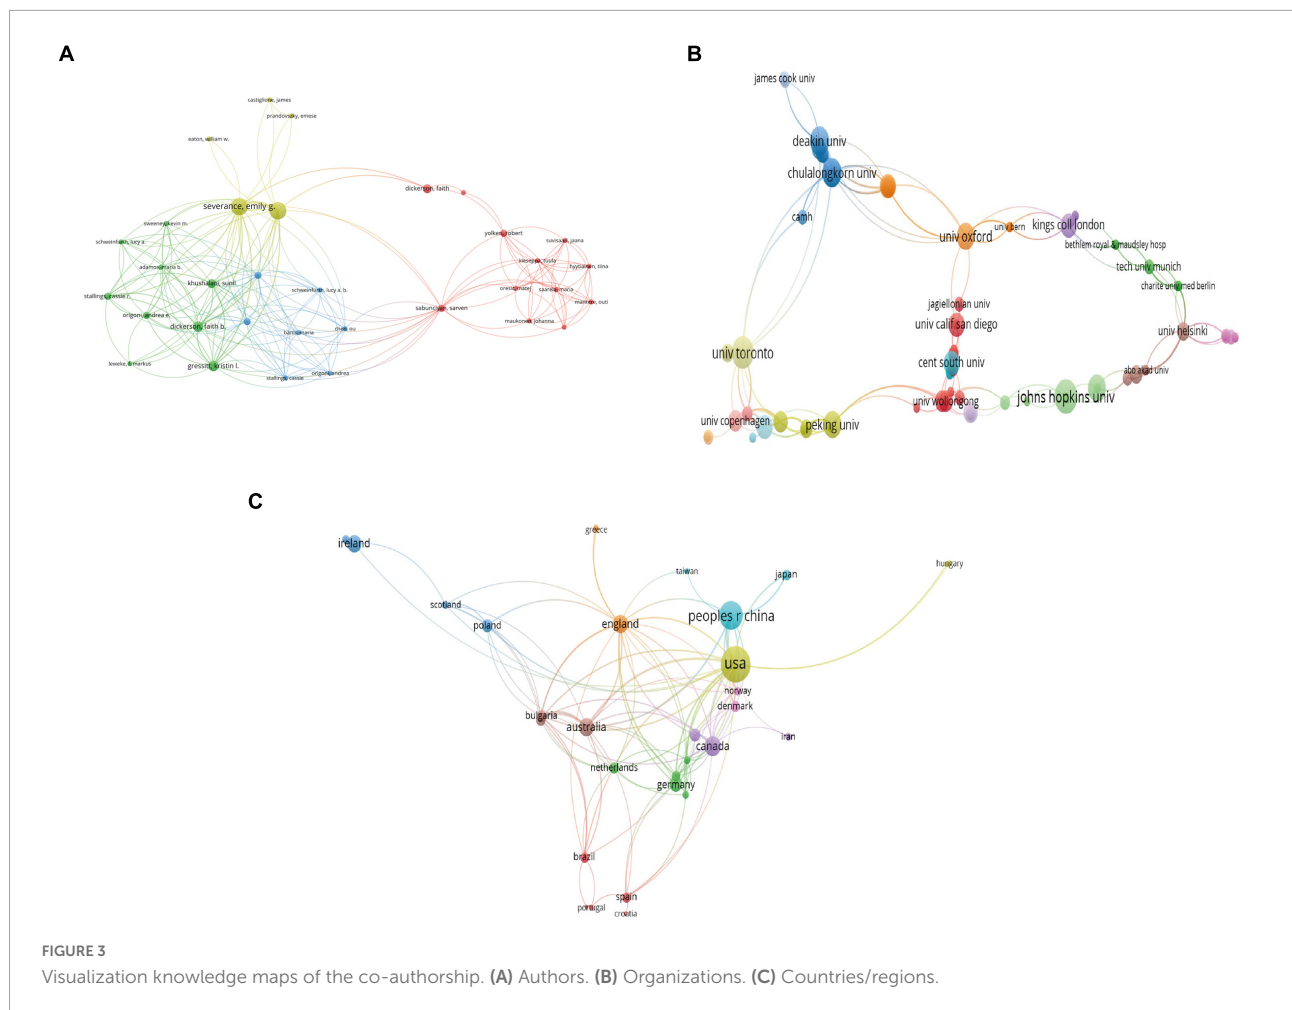 A
castiglione, james
prandovszky, emese
eaton, william w.
dickerson, faith
severance, emily g.
sweeney, kevin m.
schweinfurth, lucy a.
yolken, robert
suvisaari, jaana
kieseppa, tuula
hyytiainen, tiina
adamos, maria b.
khushalani, sunil
schweinfurth, lucy a. b.
stallings, cassie r.
saarela, maria
mantere, outi
origoni, andrea e.
sabunciyan, sarven
maukonen, johanna
dickerson, faith b.
leweke, f. markus
gressitt, kristin l.
stallings, cassie
origoni, andrea
B
james cook univ
deakin univ
chulalongkorn univ
camh
univ oxford
univ bern
kings coll london
bethlem royal & maudsley hosp
tech univ munich
charite univ med berlin
jagiellonian univ
univ calif san diego
univ helsinki
univ toronto
cent south univ
abo akad univ
univ wollongong
johns hopkins univ
univ copenhagen
peking univ
C
greece
ireland
taiwan
japan
hungary
scotland
poland
england
peoples r china
usa
norway
denmark
bulgaria
australia
iran
canada
netherlands
germany
brazil
spain
portugal
croatia
FIGURE 3
Visualization knowledge maps of the co-authorship. (A) Authors. (B) Organizations. (C) Countries/regions.